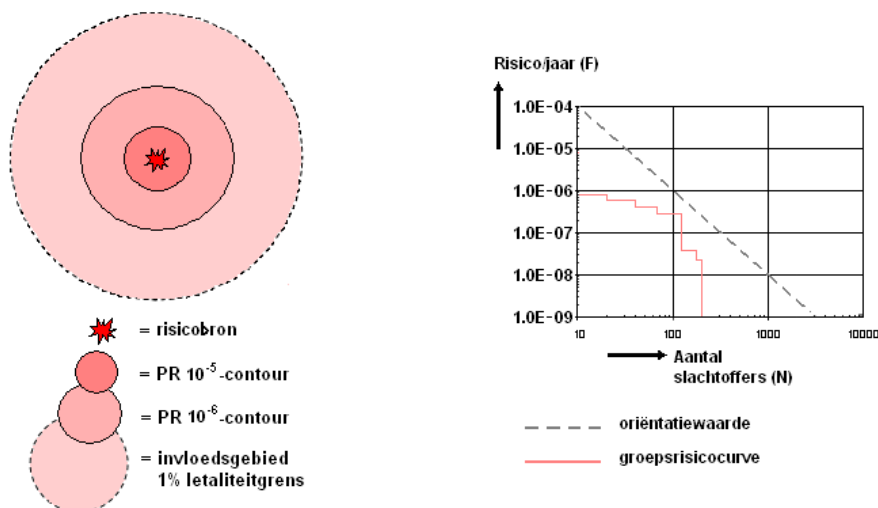 = risicobron
= PR 10-5-contour
= PR 10-6-contour
= invloedsgebied
1% letaliteitgrens
Risico/jaar (F)
1.0E-04
1.0E-05
1.0E-06
1.0E-07
1.0E-08
1.0E-09
10 100 1000 10000
Aantal
slachtoffers (N)
oriëntatiewaarde
groepsrisicocurve